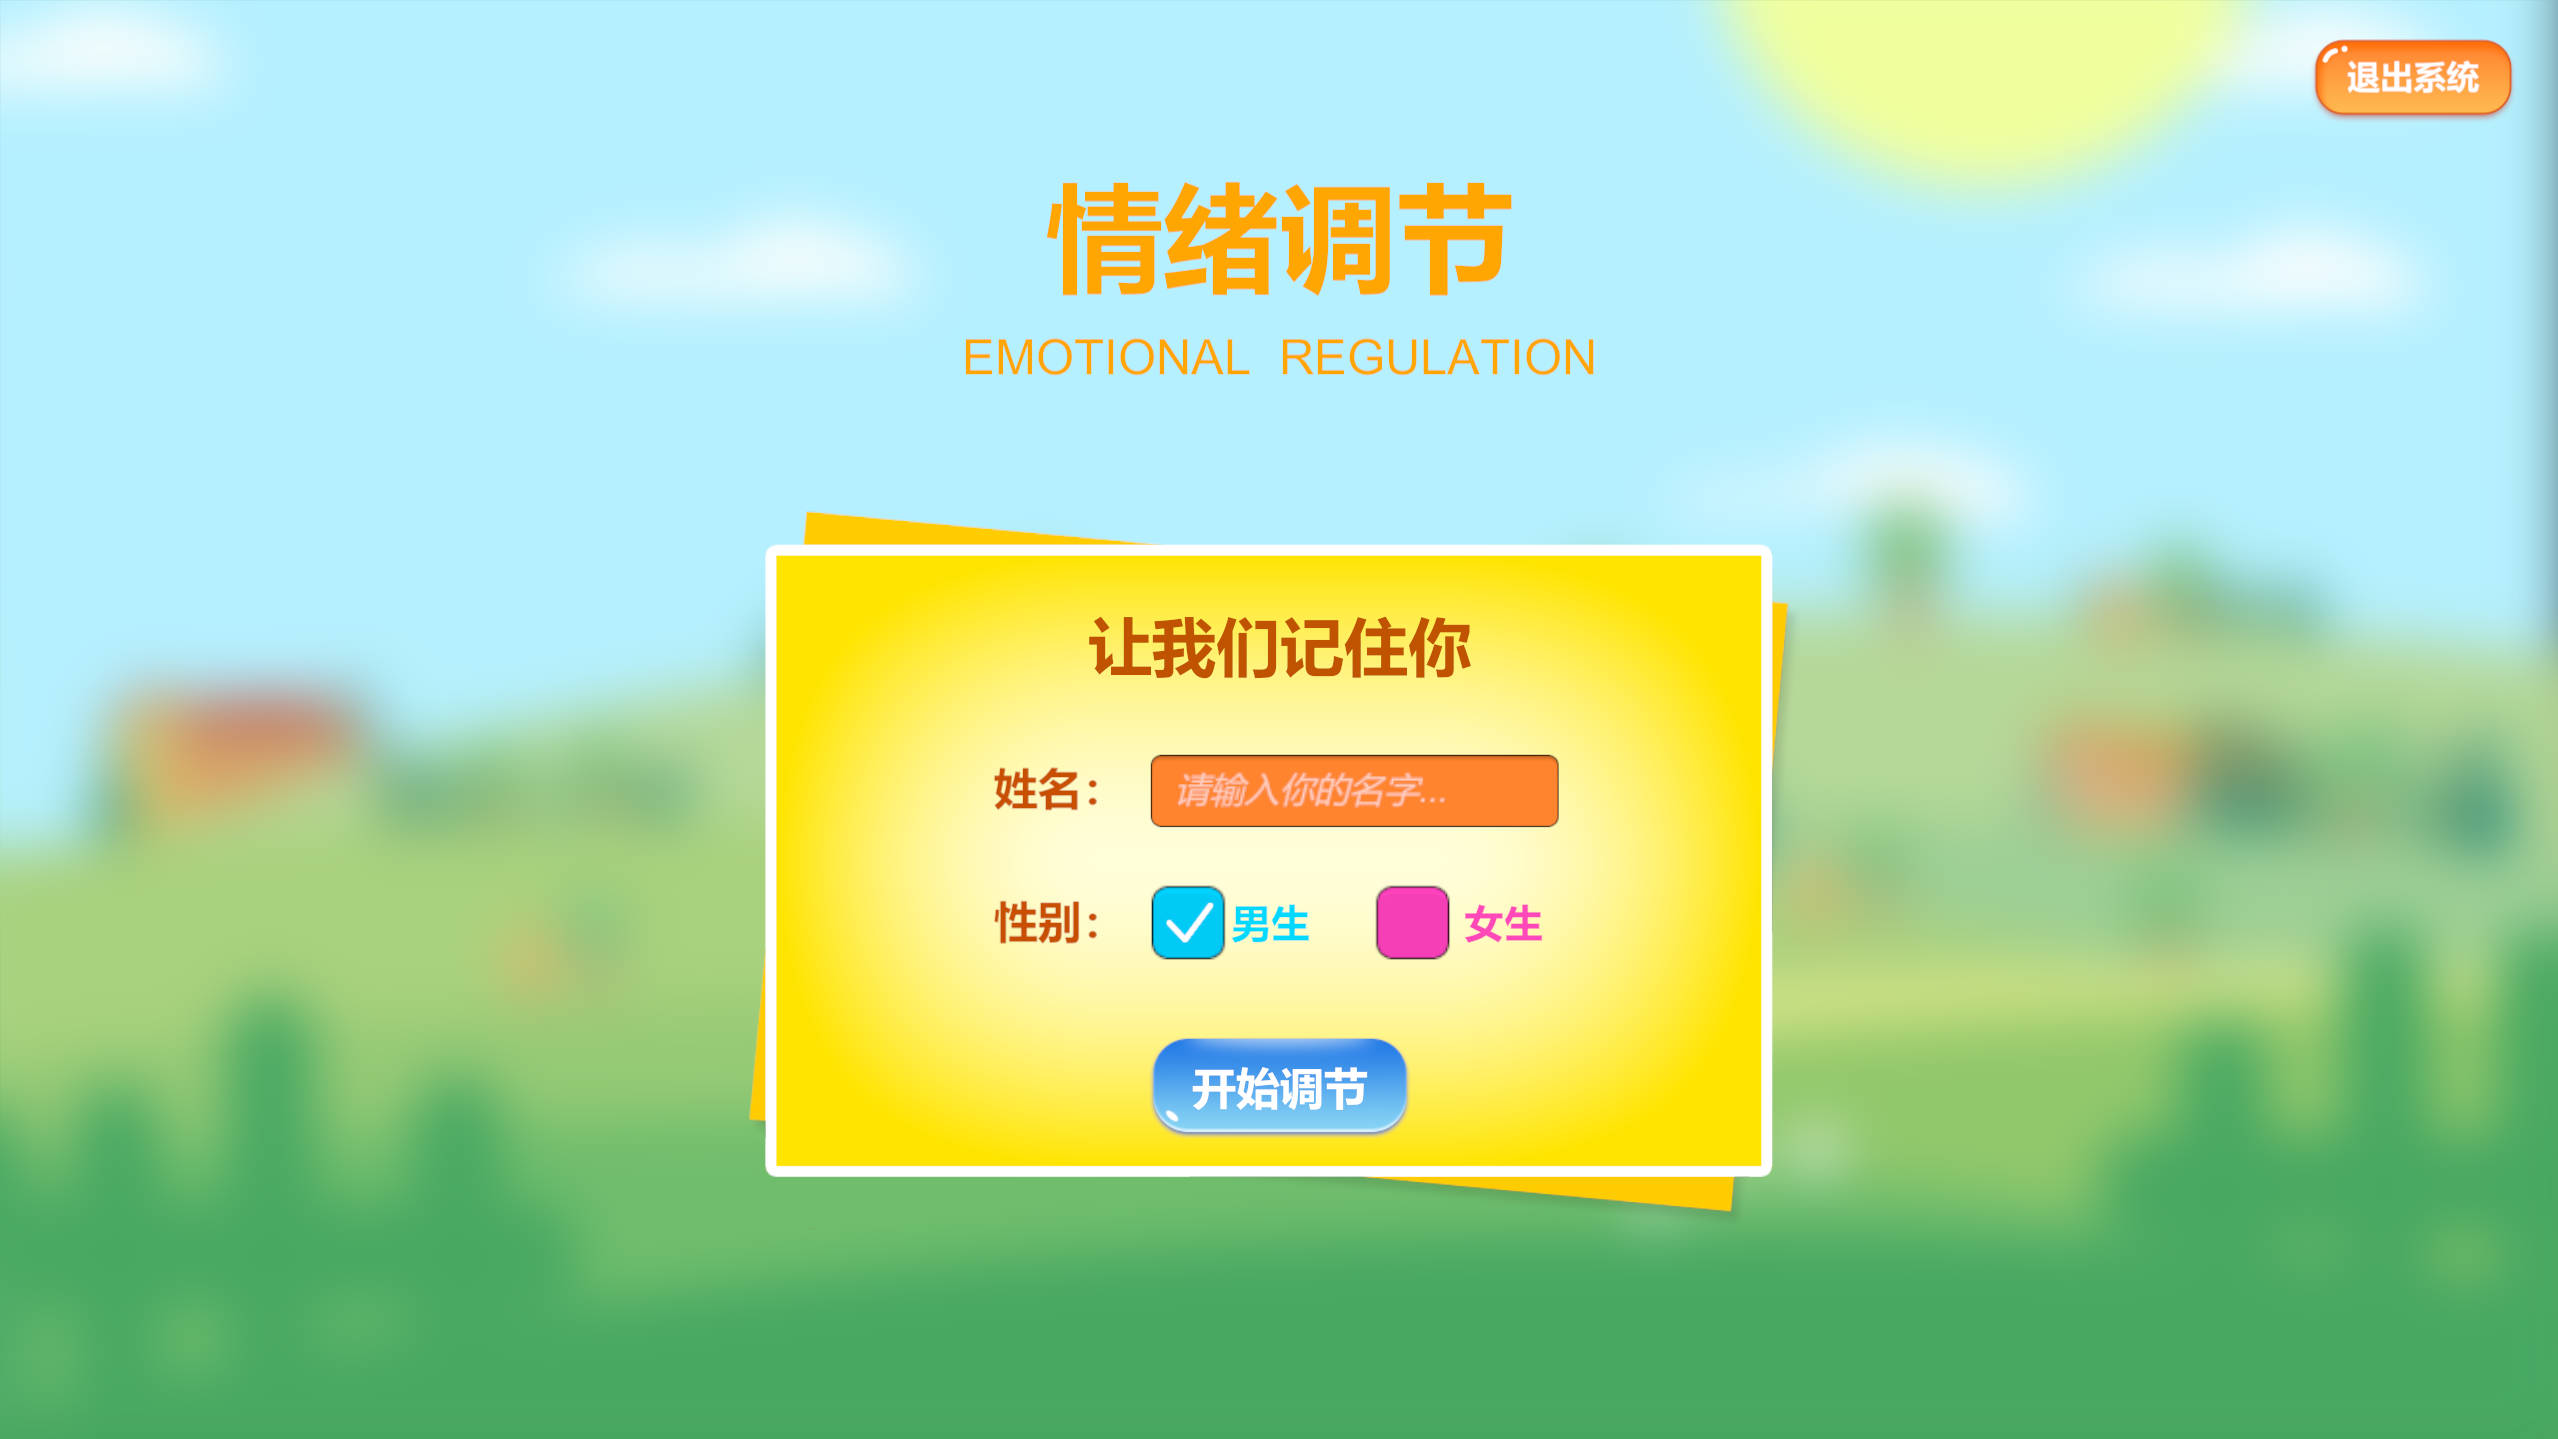 退出系统
情绪调节
EMOTIONAL REGULATION
让我们记住你
姓名： 请输入你的名字...
性别： 男生 女生
开始调节